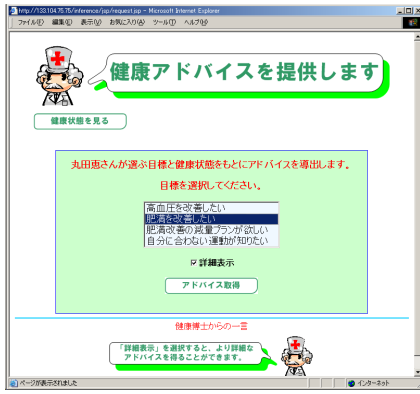 http://133.104.75.75/inference/jsp/request.jsp - Microsoft Internet Explorer
ファイル(F) 編集(E) 表示(V) お気に入り(A) ツール(T) ヘルプ(H)
健康アドバイスを提供します
健康状態を見る
丸田恵さんが選ぶ目標と健康状態をもとにアドバイスを導出します。
目標を選択してください。
高血圧を改善したい
肥満を改善したい
肥満改善の減量プランが欲しい
自分に合わない運動が知りたい
詳細表示
アドバイス取得
健康博士からの一言
「詳細表示」を選択すると、より詳細な
アドバイスを得ることができます。
ページが表示されました
インターネット